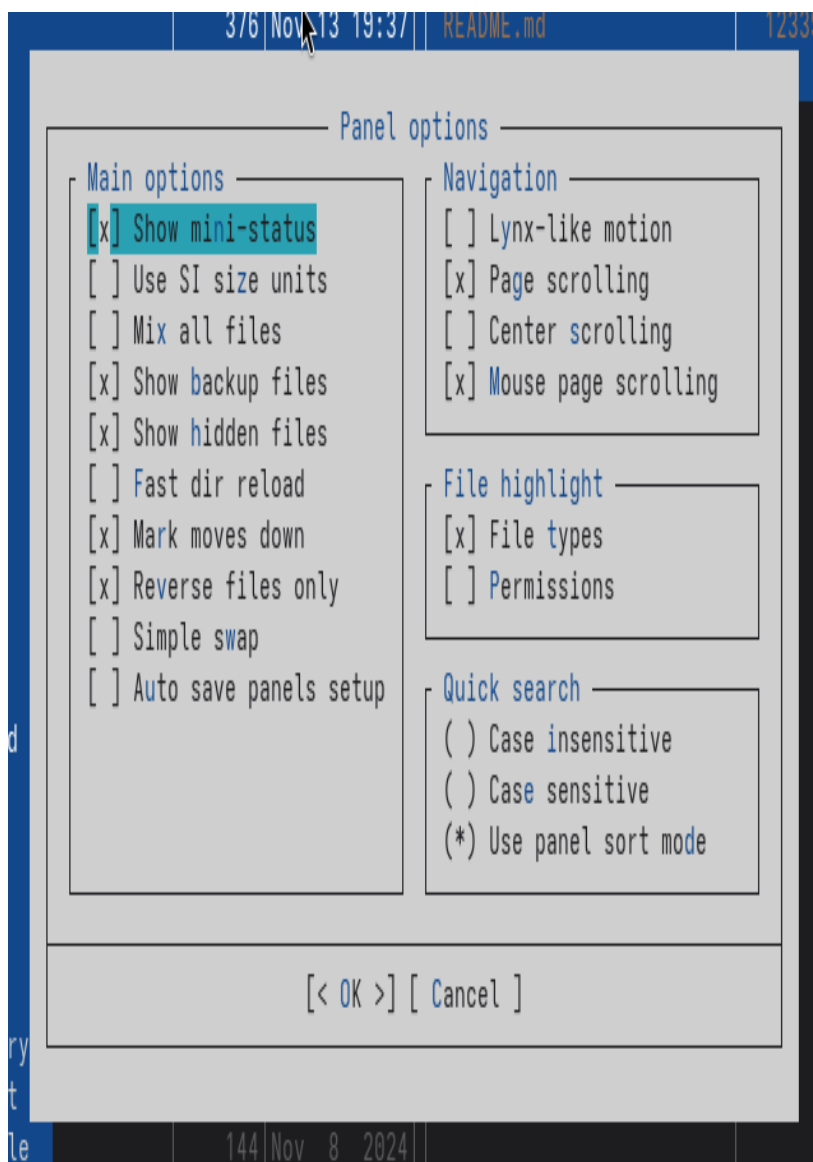 376 Nov 13 19:37 README.md
Panel options
Main options
[x] Show mini-status
[ ] Use SI size units
[ ] Mix all files
[x] Show backup files
[x] Show hidden files
[ ] Fast dir reload
[x] Mark moves down
[x] Reverse files only
[ ] Simple swap
[ ] Auto save panels setup
Navigation
[ ] Lynx-like motion
[x] Page scrolling
[ ] Center scrolling
[x] Mouse page scrolling
File highlight
[x] File types
[ ] Permissions
Quick search
( ) Case insensitive
( ) Case sensitive
(*) Use panel sort mode
[< OK >] [ Cancel ]
d
ry
t
le 144 Nov 8 2024